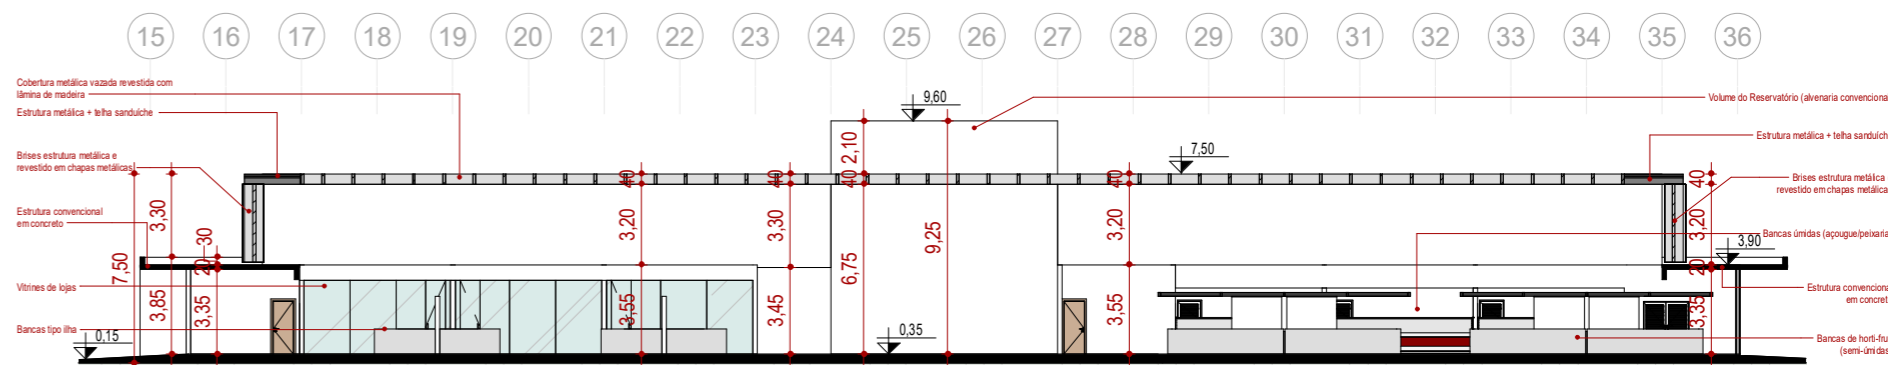 15 16 17 18 19 20 21 22 23 24 25 26 27 28 29 30 31 32 33 34 35 36
Cobertura metálica vazada revestida com
lâmina de madeira
Estrutura metálica + telha sanduíche
Brises estrutura metálica e
revestido em chapas metálicas
Estrutura convencional
em concreto
Vitrines de lojas
Bancas tipo ilha
0,15
7,50
3,30
3,85
30
20
3,35
40
3,20
3,55
40
3,30
3,45
2,10
40
6,75
9,60
9,25
0,35
40
3,20
3,55
7,50
40
3,20
20
3,35
3,90
Volume do Reservatório (alvenaria convenciona
Estrutura metálica + telha sanduích
Brises estrutura metálica
revestido em chapas metálica
Bancas úmidas (açougue/peixaria
Estrutura convenciona
em concret
Bancas de horti-fru
(semi-úmidas